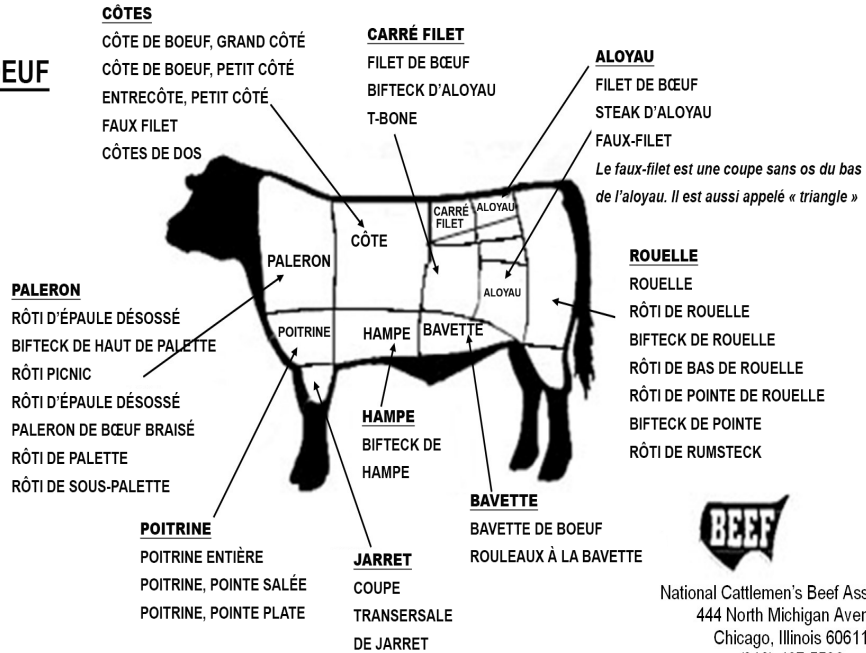 EUF
CÔTES
CÔTE DE BOEUF, GRAND CÔTÉ
CÔTE DE BOEUF, PETIT CÔTÉ
ENTRECÔTE, PETIT CÔTÉ
FAUX FILET
CÔTES DE DOS
CARRÉ FILET
FILET DE BŒUF
BIFTECK D'ALOYAU
T-BONE
ALOYAU
FILET DE BŒUF
STEAK D'ALOYAU
FAUX-FILET
Le faux-filet est une coupe sans os du bas
de l'aloyau. Il est aussi appelé « triangle »
CARRÉ
FILET
ALOYAU
CÔTE
PALERON
ALOYAU
POITRINE
HAMPE
BAVETTE
ROUELLE
ROUELLE
RÔTI DE ROUELLE
BIFTECK DE ROUELLE
RÔTI DE BAS DE ROUELLE
RÔTI DE POINTE DE ROUELLE
BIFTECK DE POINTE
RÔTI DE RUMSTECK
PALERON
RÔTI D'ÉPAULE DÉSOSSÉ
BIFTECK DE HAUT DE PALETTE
RÔTI PICNIC
RÔTI D'ÉPAULE DÉSOSSÉ
PALERON DE BŒUF BRAISÉ
RÔTI DE PALETTE
RÔTI DE SOUS-PALETTE
HAMPE
BIFTECK DE
HAMPE
BAVETTE
BAVETTE DE BOEUF
ROULEAUX À LA BAVETTE
POITRINE
POITRINE ENTIÈRE
POITRINE, POINTE SALÉE
POITRINE, POINTE PLATE
JARRET
COUPE
TRANSERSALE
DE JARRET
BEEF
National Cattlemen's Beef Ass
444 North Michigan Aven
Chicago, Illinois 60611